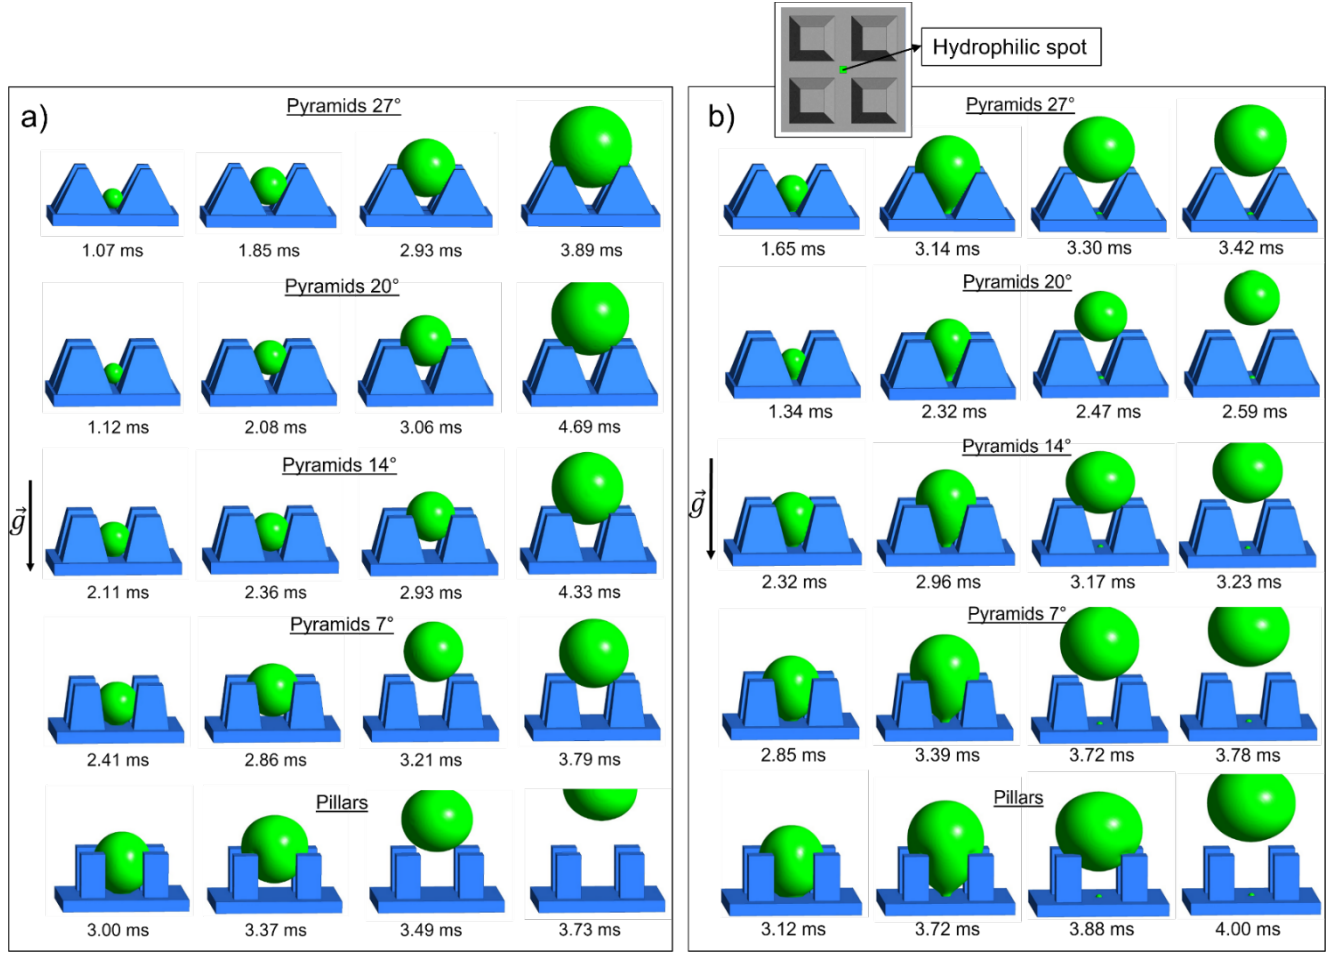 Hydrophilic spot
a)
Pyramids 27°
1.07 ms 1.85 ms 2.93 ms 3.89 ms
Pyramids 20°
1.12 ms 2.08 ms 3.06 ms 4.69 ms
Pyramids 14°
g
2.11 ms 2.36 ms 2.93 ms 4.33 ms
Pyramids 7°
2.41 ms 2.86 ms 3.21 ms 3.79 ms
Pillars
3.00 ms 3.37 ms 3.49 ms 3.73 ms
b)
Pyramids 27°
1.65 ms 3.14 ms 3.30 ms 3.42 ms
Pyramids 20°
1.34 ms 2.32 ms 2.47 ms 2.59 ms
Pyramids 14°
g
2.32 ms 2.96 ms 3.17 ms 3.23 ms
Pyramids 7°
2.85 ms 3.39 ms 3.72 ms 3.78 ms
Pillars
3.12 ms 3.72 ms 3.88 ms 4.00 ms